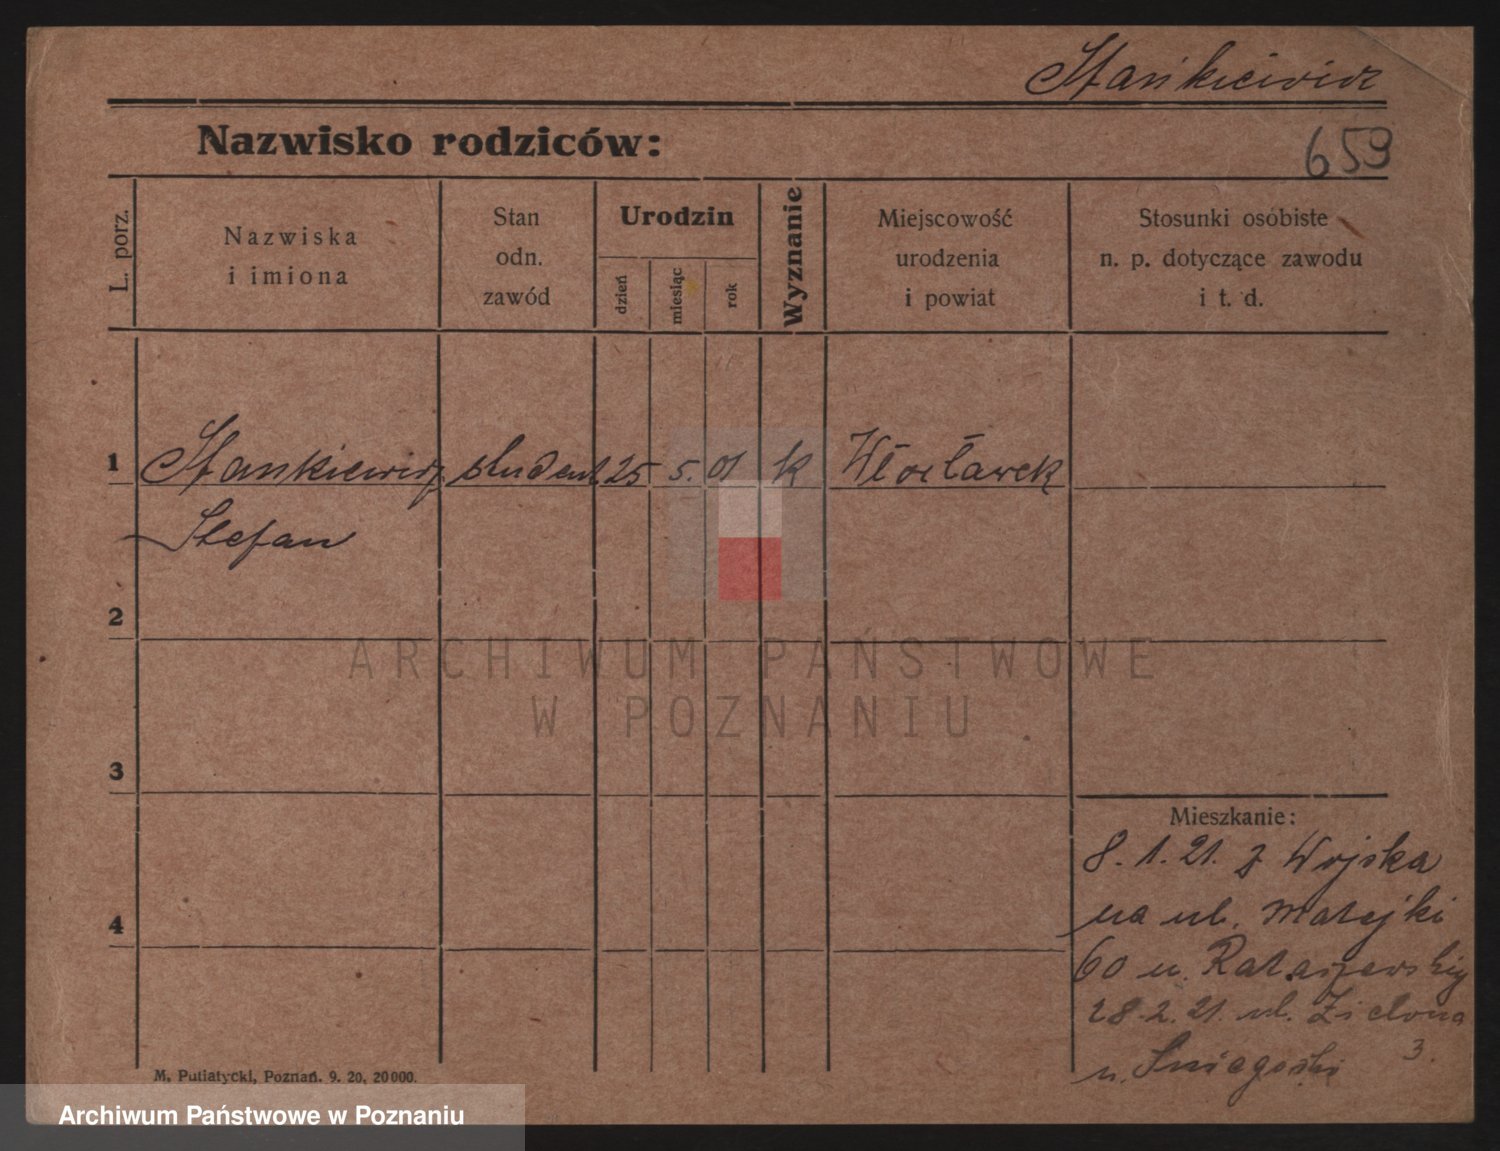 Stankiewicz
Nazwisko rodziców:
659
L. porz.
Nazwiska
i imiona
Stan
odn.
zawód
Urodzin
dzień
miesiąc
rok
Wyznanie
Miejscowość
urodzenia
i powiat
Stosunki osobiste
n. p. dotyczące zawodu
i t. d.
1 Stankiewicz student 25 5. 01 k Włocławek
Stefan
2
ARCHIWUM PAŃSTWOWE
W POZNANIU
3
Mieszkanie:
8. 1. 21. z Wojska
na ul. Matejki
4
60 u.
28. 2. 21. ul. Zielona
3.
u.
M. Putiatycki, Poznań. 9. 20, 20000.
Archiwum Państwowe w Poznaniu